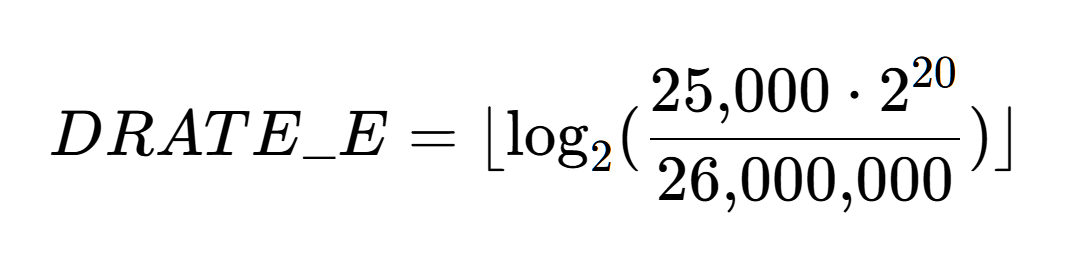 DRATE_E = ⌊log₂(25,000 · 2²⁰ / 26,000,000)⌋